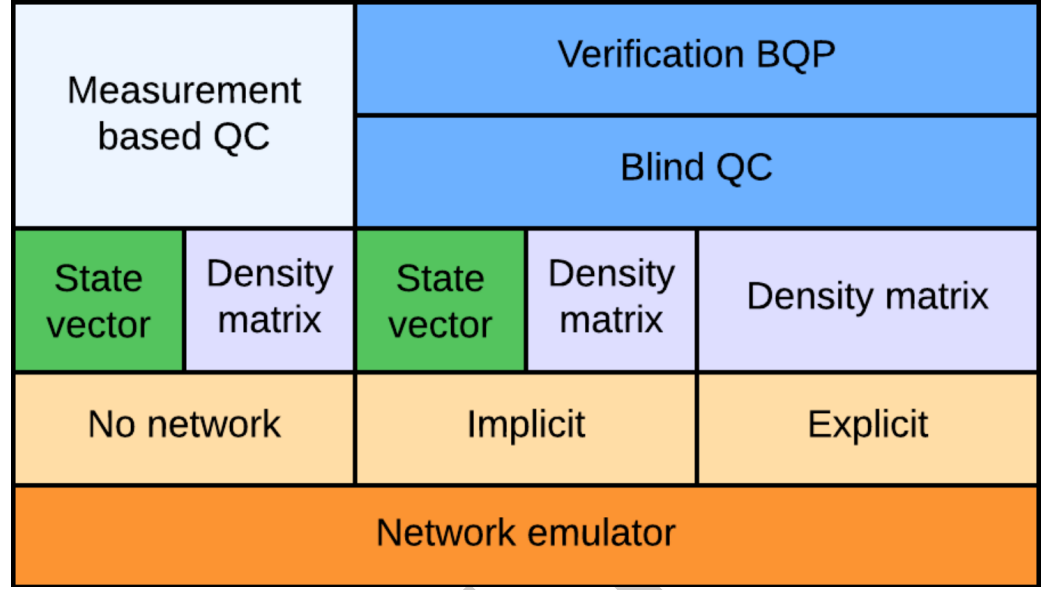 Measurement
based QC
Verification BQP
Blind QC
State
vector
Density
matrix
State
vector
Density
matrix
Density matrix
No network
Implicit
Explicit
Network emulator